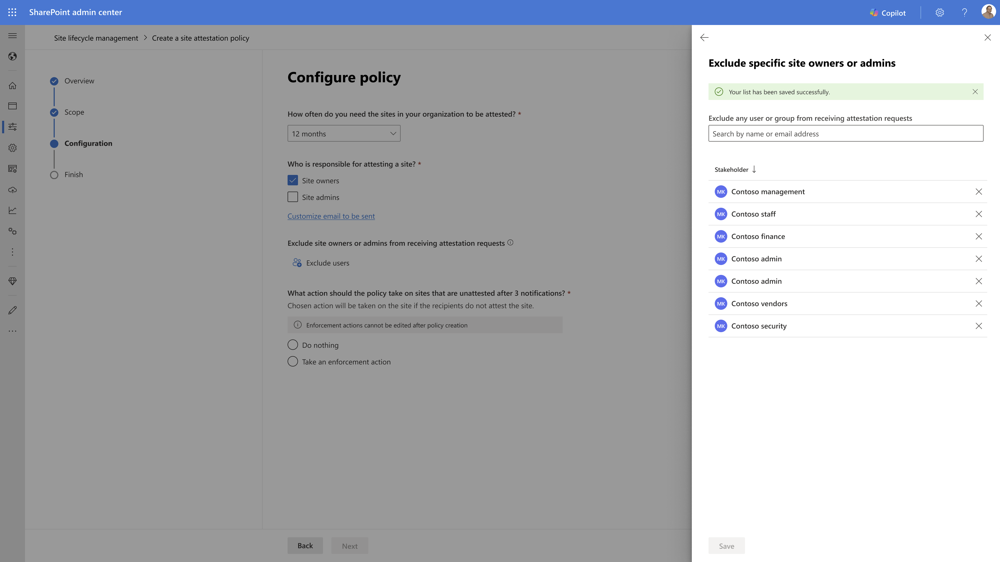 SharePoint admin center
Copilot
Site lifecycle management > Create a site attestation policy
Overview
Scope
Configuration
Finish
Configure policy
How often do you need the sites in your organization to be attested? *
12 months
Who is responsible for attesting a site? *
Site owners
Site admins
Customize email to be sent
Exclude site owners or admins from receiving attestation requests
Exclude users
What action should the policy take on sites that are unattested after 3 notifications? *
Chosen action will be taken on the site if the recipients do not attest the site.
Enforcement actions cannot be edited after policy creation
Do nothing
Take an enforcement action
Back
Next
Exclude specific site owners or admins
Your list has been saved successfully.
Exclude any user or group from receiving attestation requests
Search by name or email address
Stakeholder
MK Contoso management
MK Contoso staff
MK Contoso finance
MK Contoso admin
MK Contoso admin
MK Contoso vendors
MK Contoso security
Save